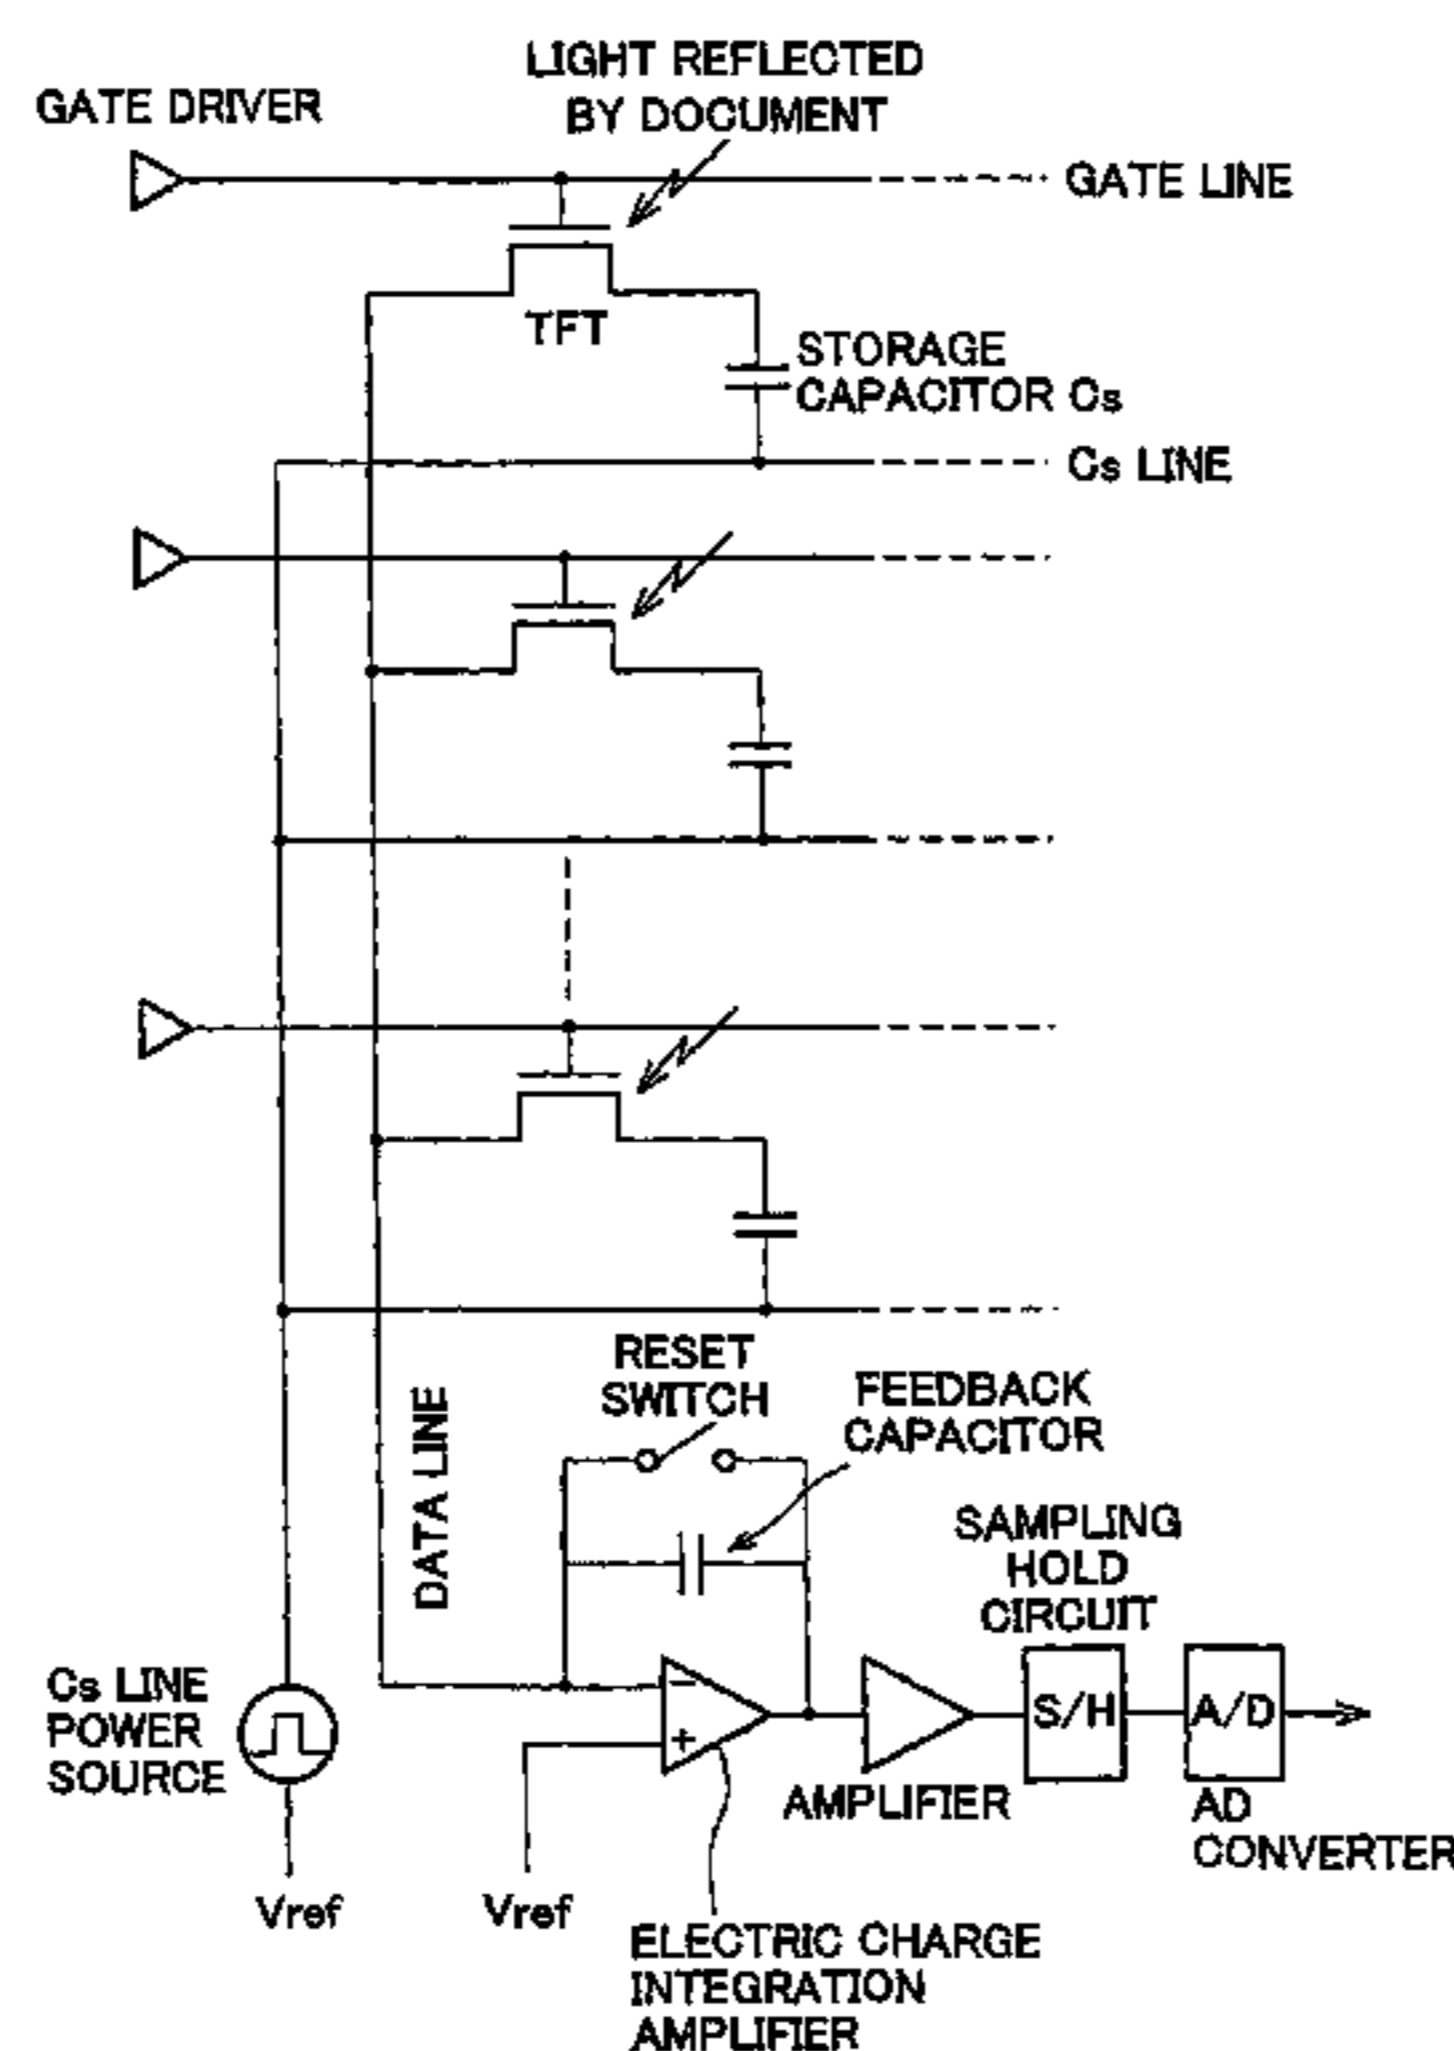 LIGHT REFLECTED
BY DOCUMENT
GATE DRIVER
GATE LINE
TFT
STORAGE
CAPACITOR Cs
Cs LINE
RESET
SWITCH
FEEDBACK
CAPACITOR
DATA LINE
SAMPLING
HOLD
CIRCUIT
Cs LINE
POWER
SOURCE
−
+
S/H
A/D
AMPLIFIER
AD
CONVERTER
Vref
Vref
ELECTRIC CHARGE
INTEGRATION
AMPLIFIER